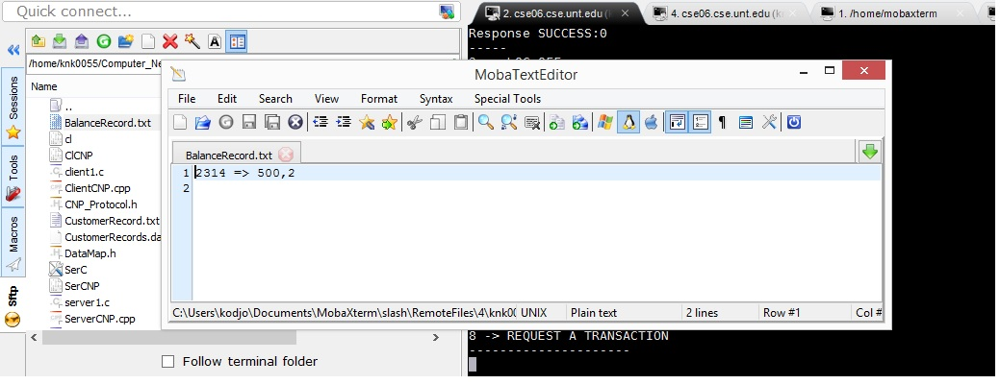 Quick connect...
2. cse06.cse.unt.edu (
4. cse06.cse.unt.edu (k
1. /home/mobaxterm
Response SUCCESS:0
-----
/home/knk0055/Computer_Ne
Name
..
BalanceRecord.txt
cl
ClCNP
client1.c
ClientCNP.cpp
CNP_Protocol.h
CustomerRecord.txt
CustomerRecords.da
DataMap.h
SerC
SerCNP
server1.c
ServerCNP.cpp
Sessions
Tools
Macros
Sftp
MobaTextEditor
File Edit Search View Format Syntax Special Tools
BalanceRecord.txt
1 2314 => 500,2
2
C:\Users\kodjo\Documents\MobaXterm\slash\RemoteFiles\4\knk00 UNIX Plain text 2 lines Row #1 Col #
8 -> REQUEST A TRANSACTION
----------------------
Follow terminal folder